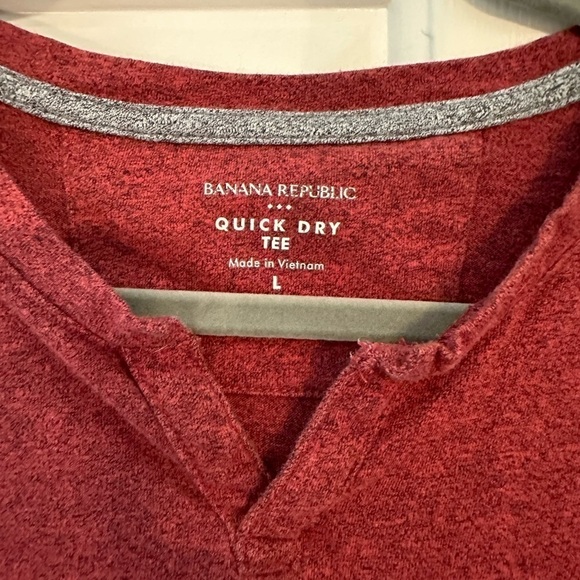 BANANA REPUBLIC
QUICK DRY
TEE
Made in Vietnam
L